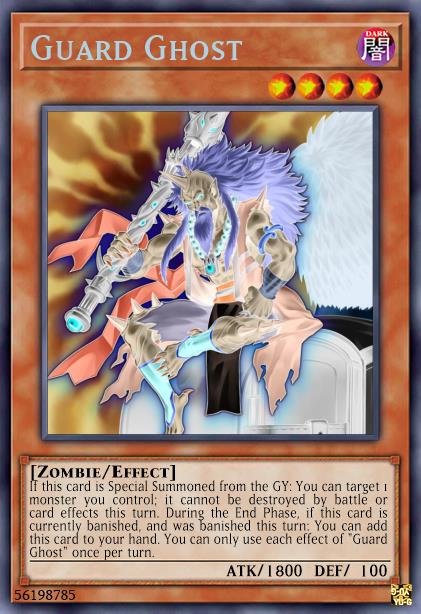 Guard Ghost
DARK
闇
[Zombie/Effect]
If this card is Special Summoned from the GY: You can target 1
monster you control; it cannot be destroyed by battle or
card effects this turn. During the End Phase, if this card is
currently banished, and was banished this turn: You can add
this card to your hand. You can only use each effect of "Guard
Ghost" once per turn.
ATK/1800 DEF/ 100
56198785